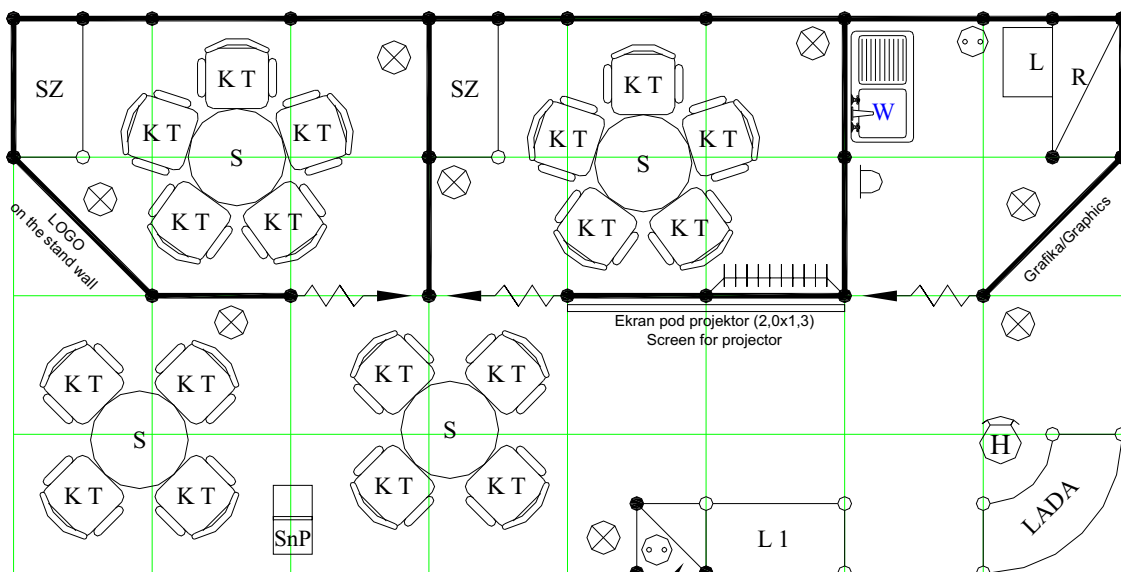 K T
K T
SZ
SZ
L
R
K T
K T
K T
K T
W
S
S
K T
K T
K T
K T
LOGO
on the stand wall
Grafika/Graphics
Ekran pod projektor (2,0x1,3)
Screen for projector
K T
K T
K T
K T
S
S
H
K T
K T
K T
K T
LADA
SnP
L 1